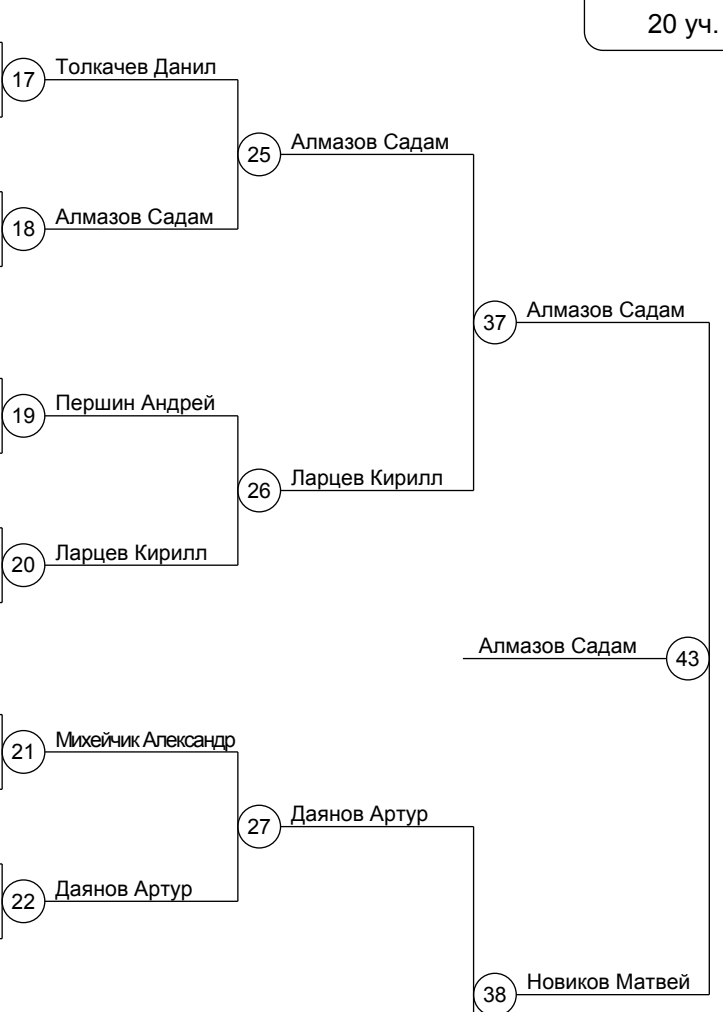 20 уч.
17 Толкачев Данил
25 Алмазов Садам
18 Алмазов Садам
37 Алмазов Садам
19 Першин Андрей
26 Ларцев Кирилл
20 Ларцев Кирилл
Алмазов Садам 43
21 Михейчик Александр
27 Даянов Артур
22 Даянов Артур
38 Новиков Матвей